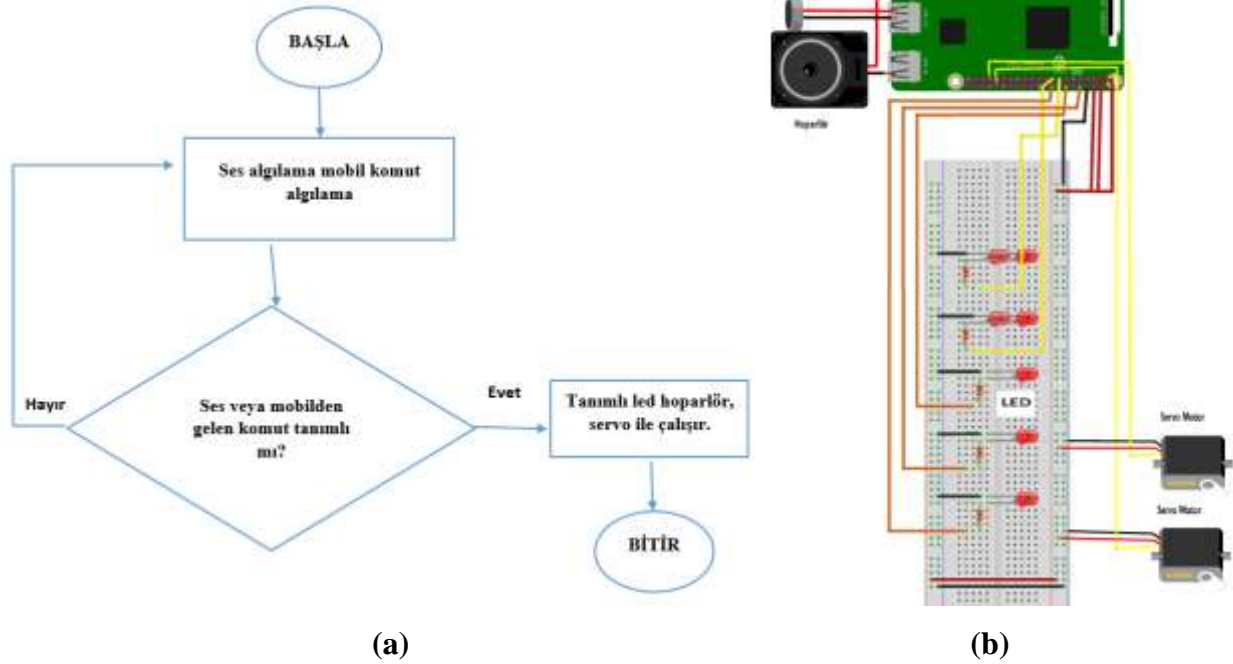 BAŞLA
Ses algılama mobil komut
algılama
Hayır
Ses veya mobilden
gelen komut tanımlı
mı?
Evet
Tanımlı led hoparlör,
servo ile çalışır.
BİTİR
(a)
Hoparlör
LED
Servo Motor
Servo Motor
(b)